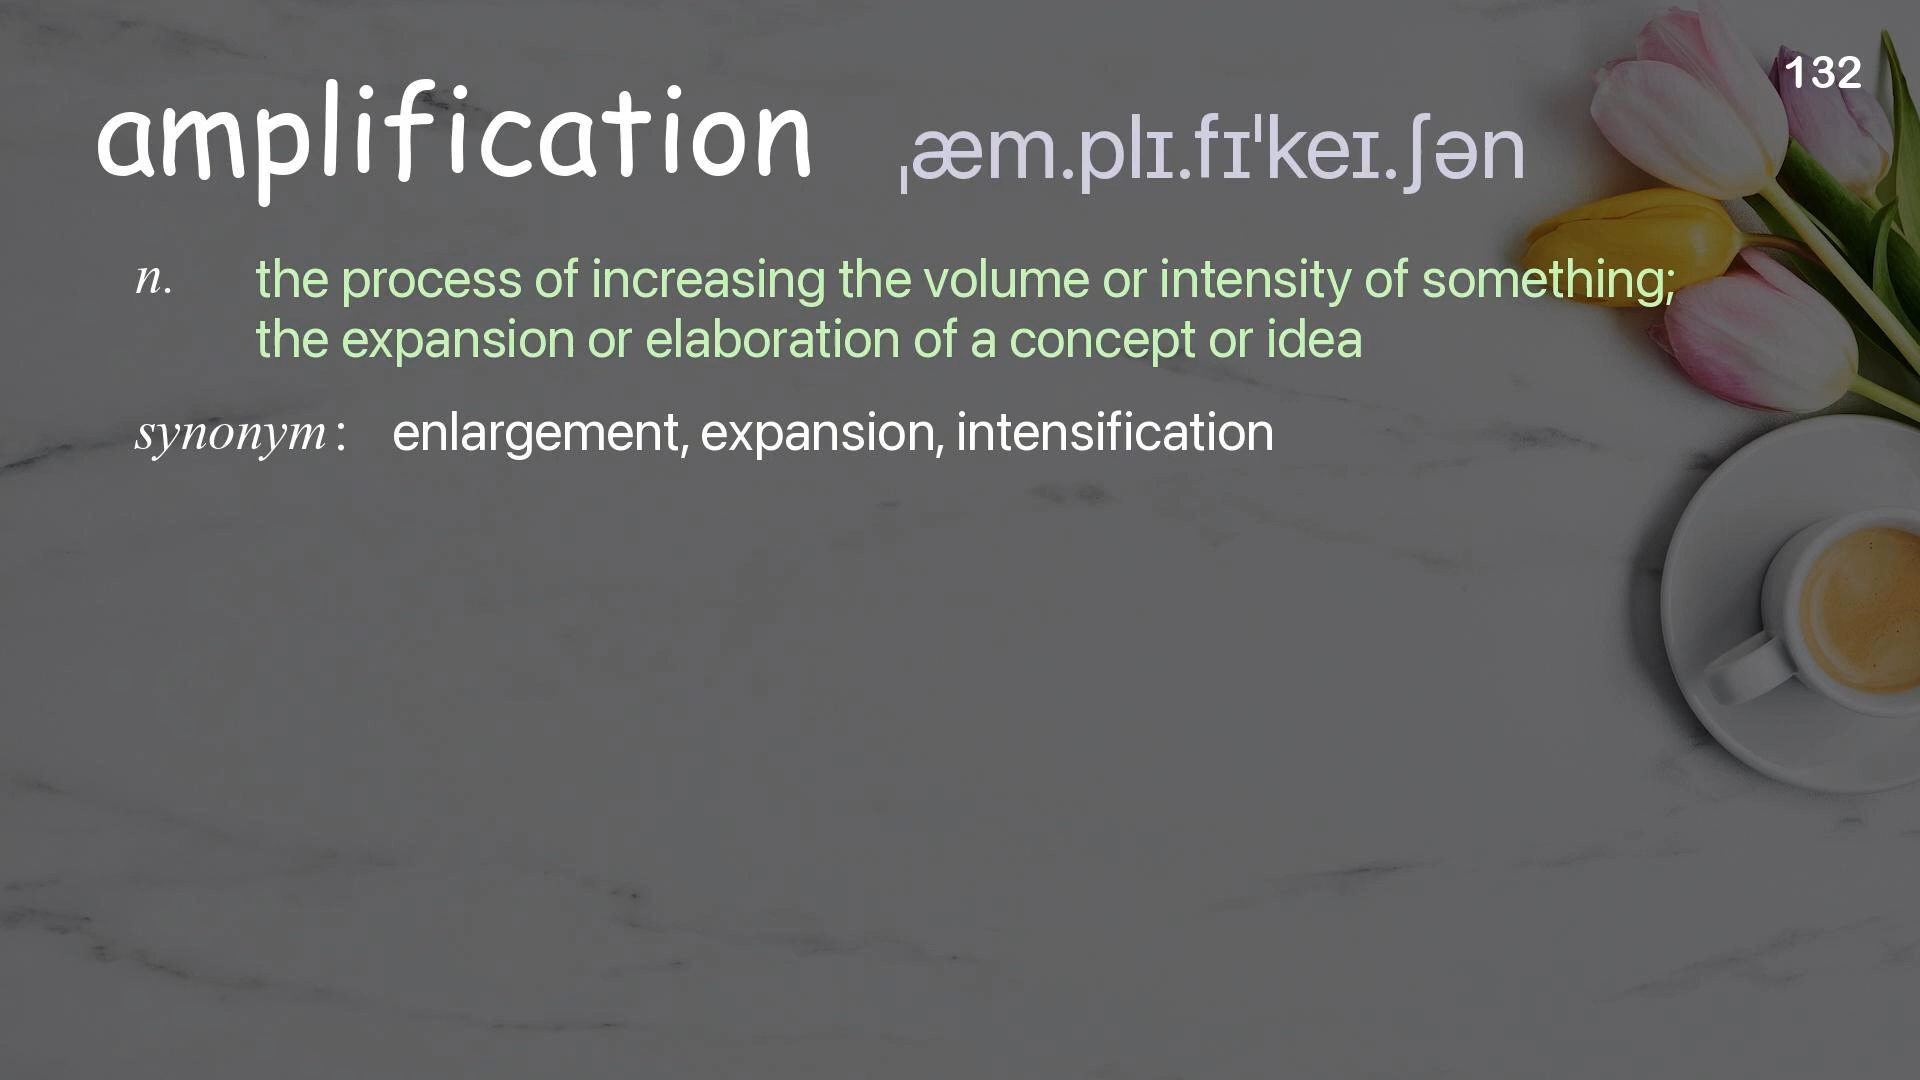 132
amplification ˌæm.plɪ.fɪˈkeɪ.ʃən
n. the process of increasing the volume or intensity of something;
the expansion or elaboration of a concept or idea
synonym : enlargement, expansion, intensification